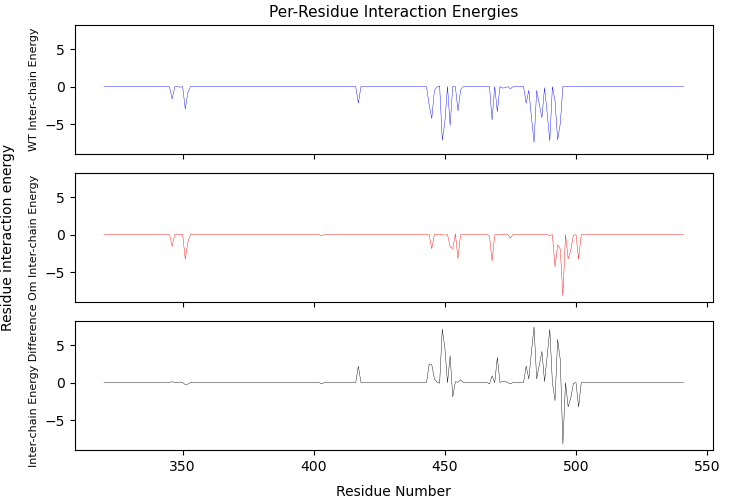 Per-Residue Interaction Energies
Residue interaction energy
WT Inter-chain Energy
5
0
−5
Om Inter-chain Energy
5
0
−5
Inter-chain Energy Difference
5
0
−5
350
400
450
500
550
Residue Number